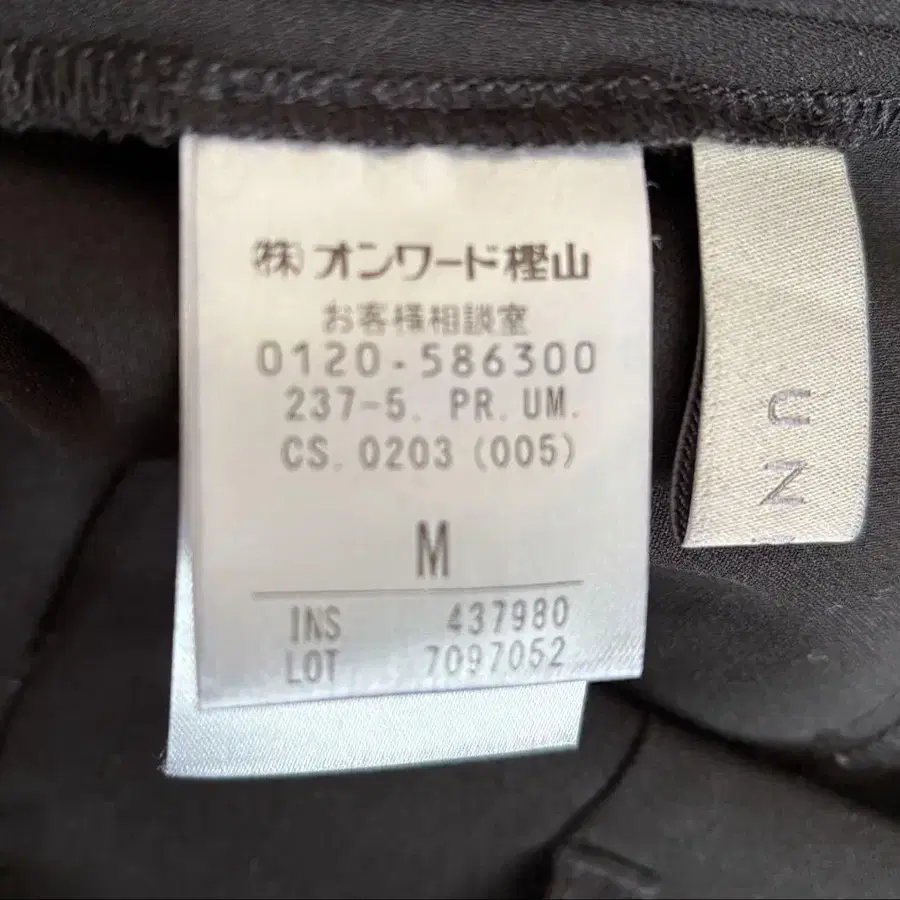 ㈱オンワード樫山
お客様相談室
0120-586300
237-5. PR. UM.
CS. 0203 (005)
M
INS 437980
LOT 7097052
UN